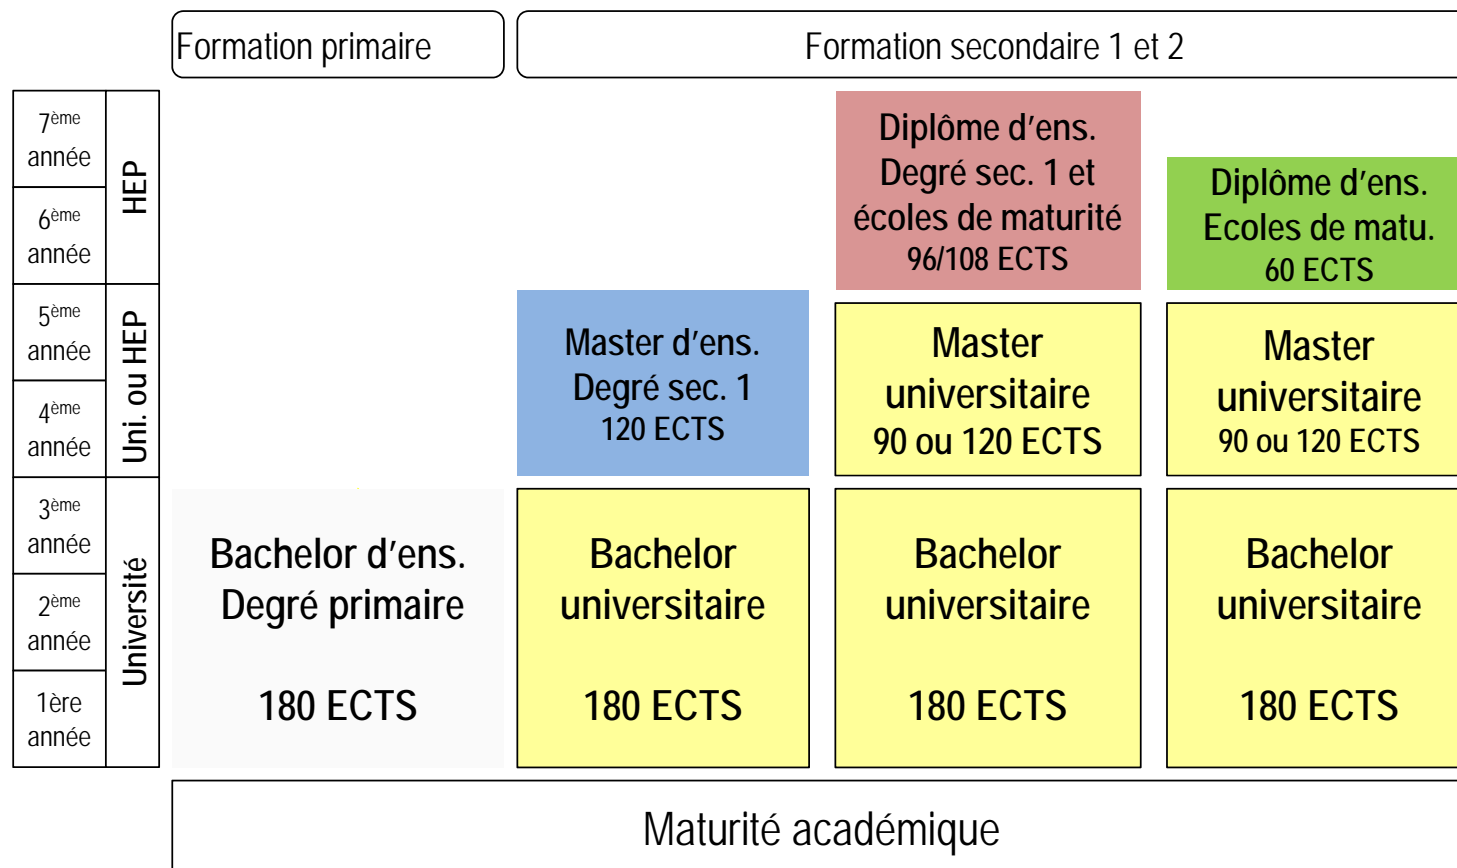 Formation primaire
Formation secondaire 1 et 2
7ème
année
6ème
année
HEP
5ème
année
4ème
année
Uni. ou HEP
3ème
année
2ème
année
1ère
année
Université
Diplôme d'ens.
Degré sec. 1 et
écoles de maturité
96/108 ECTS
Diplôme d'ens.
Ecoles de matu.
60 ECTS
Master d'ens.
Degré sec. 1
120 ECTS
Master
universitaire
90 ou 120 ECTS
Master
universitaire
90 ou 120 ECTS
Bachelor d'ens.
Degré primaire
180 ECTS
Bachelor
universitaire
180 ECTS
Bachelor
universitaire
180 ECTS
Bachelor
universitaire
180 ECTS
Maturité académique